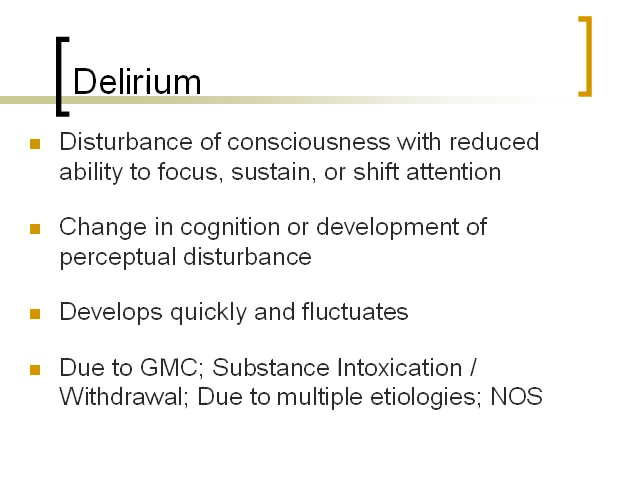 Delirium
Disturbance of consciousness with reduced
ability to focus, sustain, or shift attention
Change in cognition or development of
perceptual disturbance
Develops quickly and fluctuates
Due to GMC; Substance Intoxication /
Withdrawal; Due to multiple etiologies; NOS